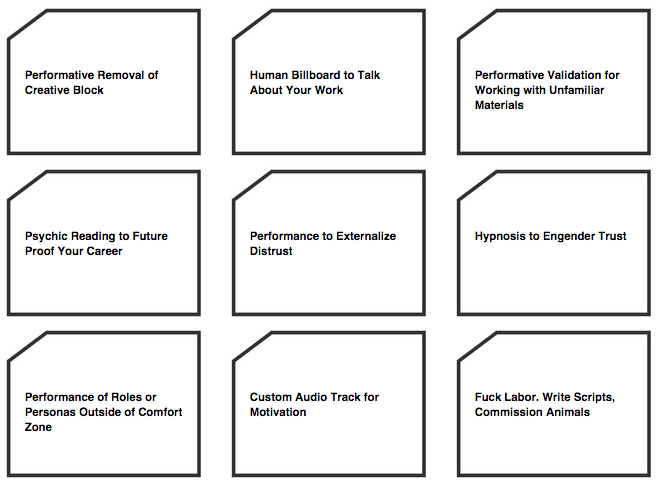 Performative Removal of
Creative Block
Human Billboard to Talk
About Your Work
Performative Validation for
Working with Unfamiliar
Materials
Psychic Reading to Future
Proof Your Career
Performance to Externalize
Distrust
Hypnosis to Engender Trust
Performance of Roles or
Personas Outside of Comfort
Zone
Custom Audio Track for
Motivation
Fuck Labor. Write Scripts,
Commission Animals